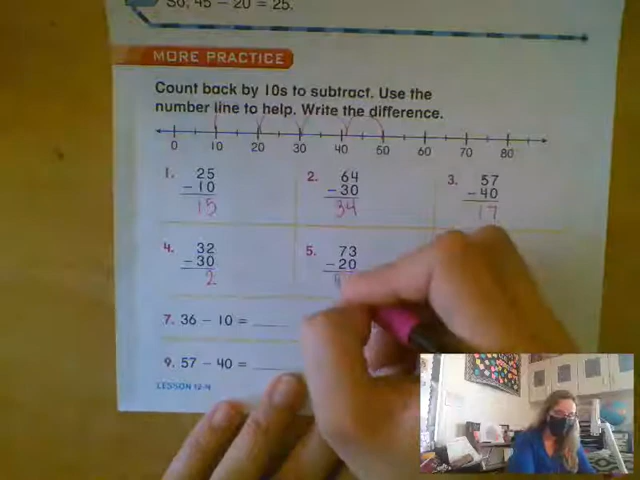 So, 45 − 20 = 25.
MORE PRACTICE
Count back by 10s to subtract. Use the
number line to help. Write the difference.
0 10 20 30 40 50 60 70 80
1. 25 2. 64 3. 57
− 10 − 30 − 40
15 34 17
4. 32 5. 73
− 30 − 20
2
7. 36 − 10 = ____
9. 57 − 40 = ____
LESSON 12-4